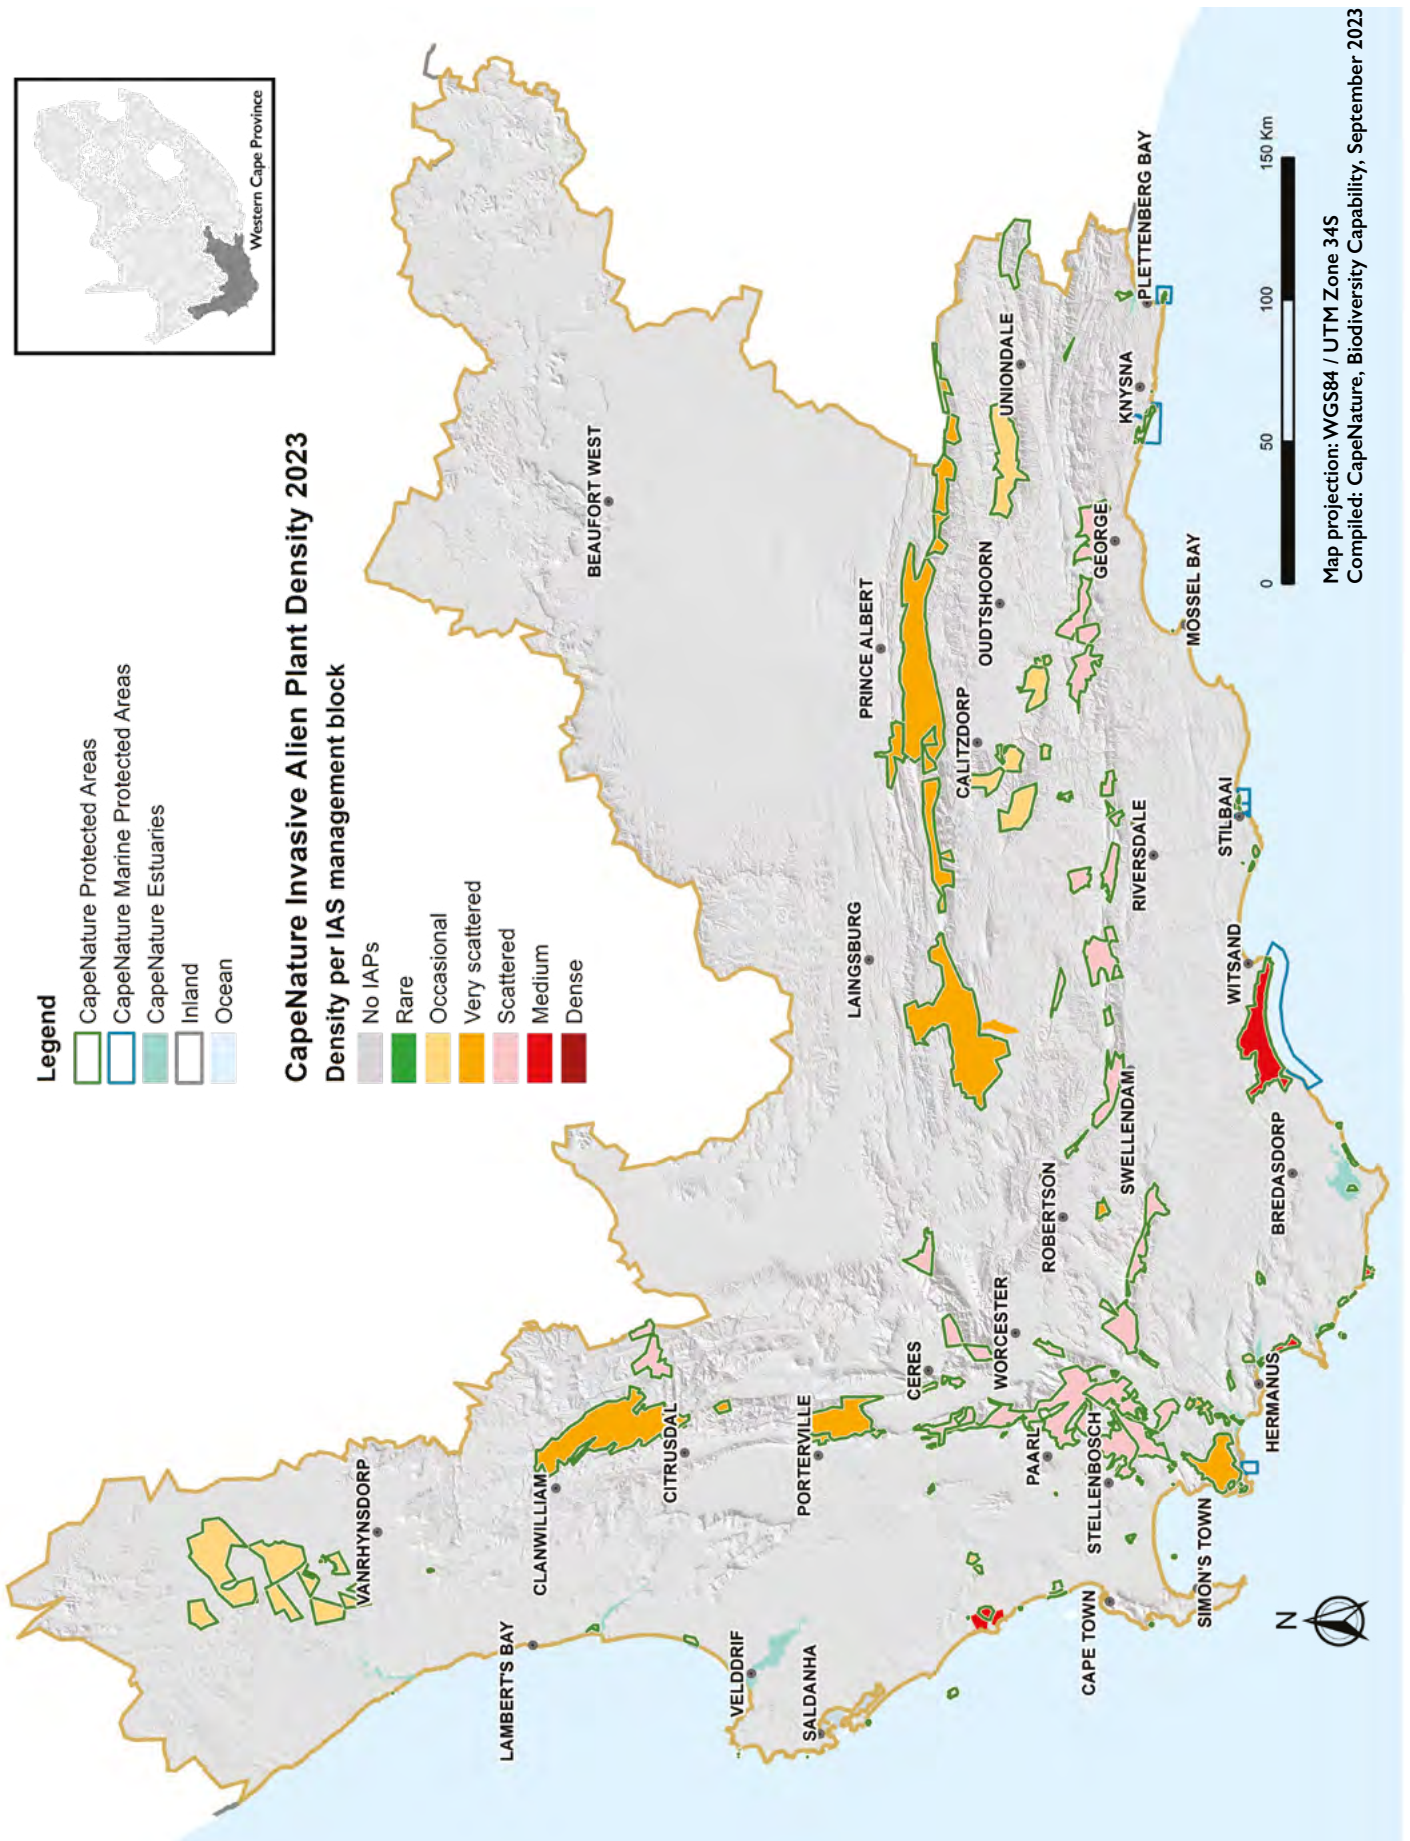 Western Cape Province
Legend
CapeNature Protected Areas
CapeNature Marine Protected Areas
CapeNature Estuaries
Inland
Ocean
CapeNature Invasive Alien Plant Density 2023
Density per IAS management block
No IAPs
Rare
Occasional
Very scattered
Scattered
Medium
Dense
VANRHYNSDORP
LAMBERT'S BAY
CLANWILLIAM
CITRUSDAL
VELDDRIF
SALDANHA
PORTERVILLE
CERES
WORCESTER
PAARL
STELLENBOSCH
CAPE TOWN
SIMON'S TOWN
HERMANUS
ROBERTSON
SWELLENDAM
BREDASDORP
WITSAND
LAINGSBURG
RIVERSDALE
STILBAAI
PRINCE ALBERT
CALITZDORP
OUDTSHOORN
MOSSEL BAY
GEORGE
BEAUFORT WEST
UNIONDALE
KNYSNA
PLETTENBERG BAY
N
0 50 100 150 Km
Map projection: WGS84 / UTM Zone 34S
Compiled: CapeNature, Biodiversity Capability, September 2023